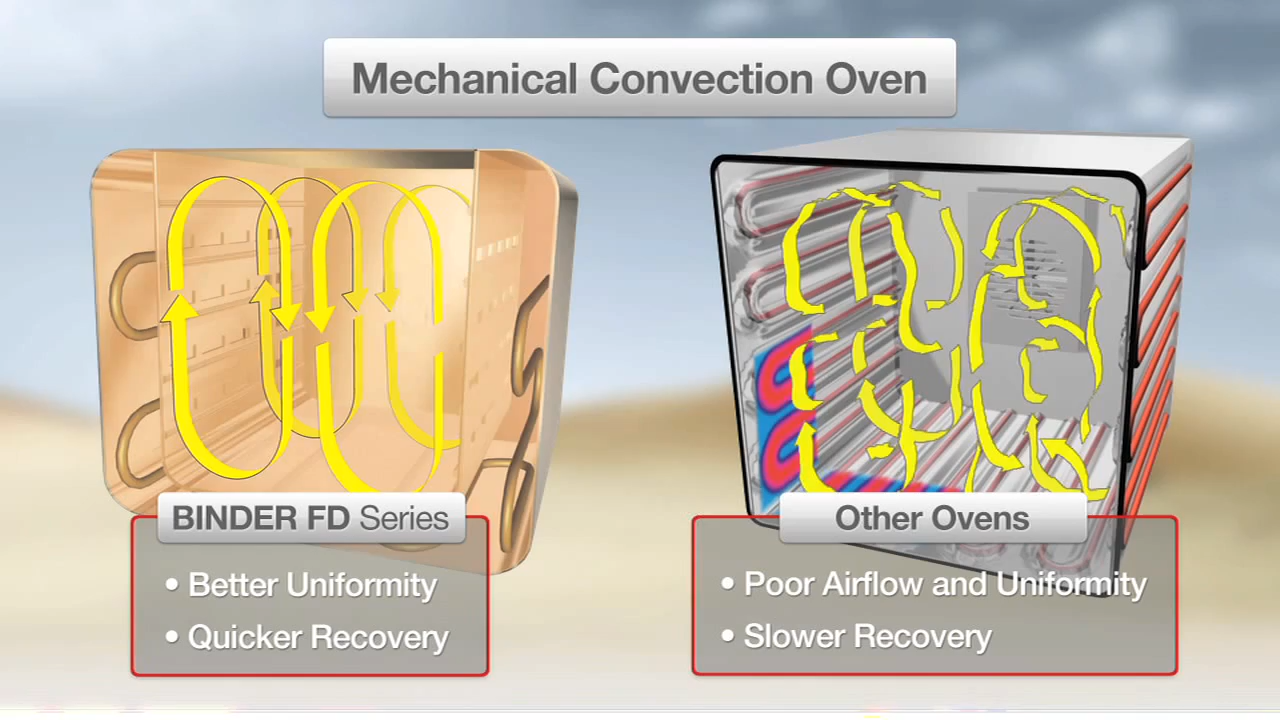 Mechanical Convection Oven
BINDER FD Series
• Better Uniformity
• Quicker Recovery
Other Ovens
• Poor Airflow and Uniformity
• Slower Recovery